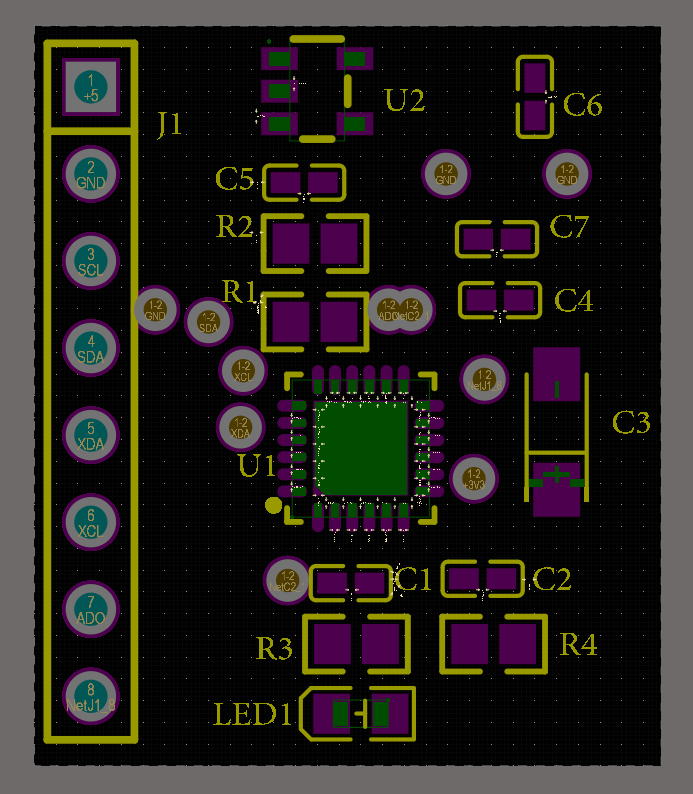 1
+5
J1
U2
C6
2
GND
C5
1-2
GND
1-2
GND
R2
C7
3
SCL
R1
C4
1-2
GND
1-2
SDA
1-2
ADO
1-2
NetC2_1
4
SDA
1-2
XCL
1-2
NetJ1_8
C3
5
XDA
1-2
XDA
U1
1-2
+3V3
6
XCL
1-2
C1
C2
7
ADO
R3
R4
8
NetJ1_8
LED1